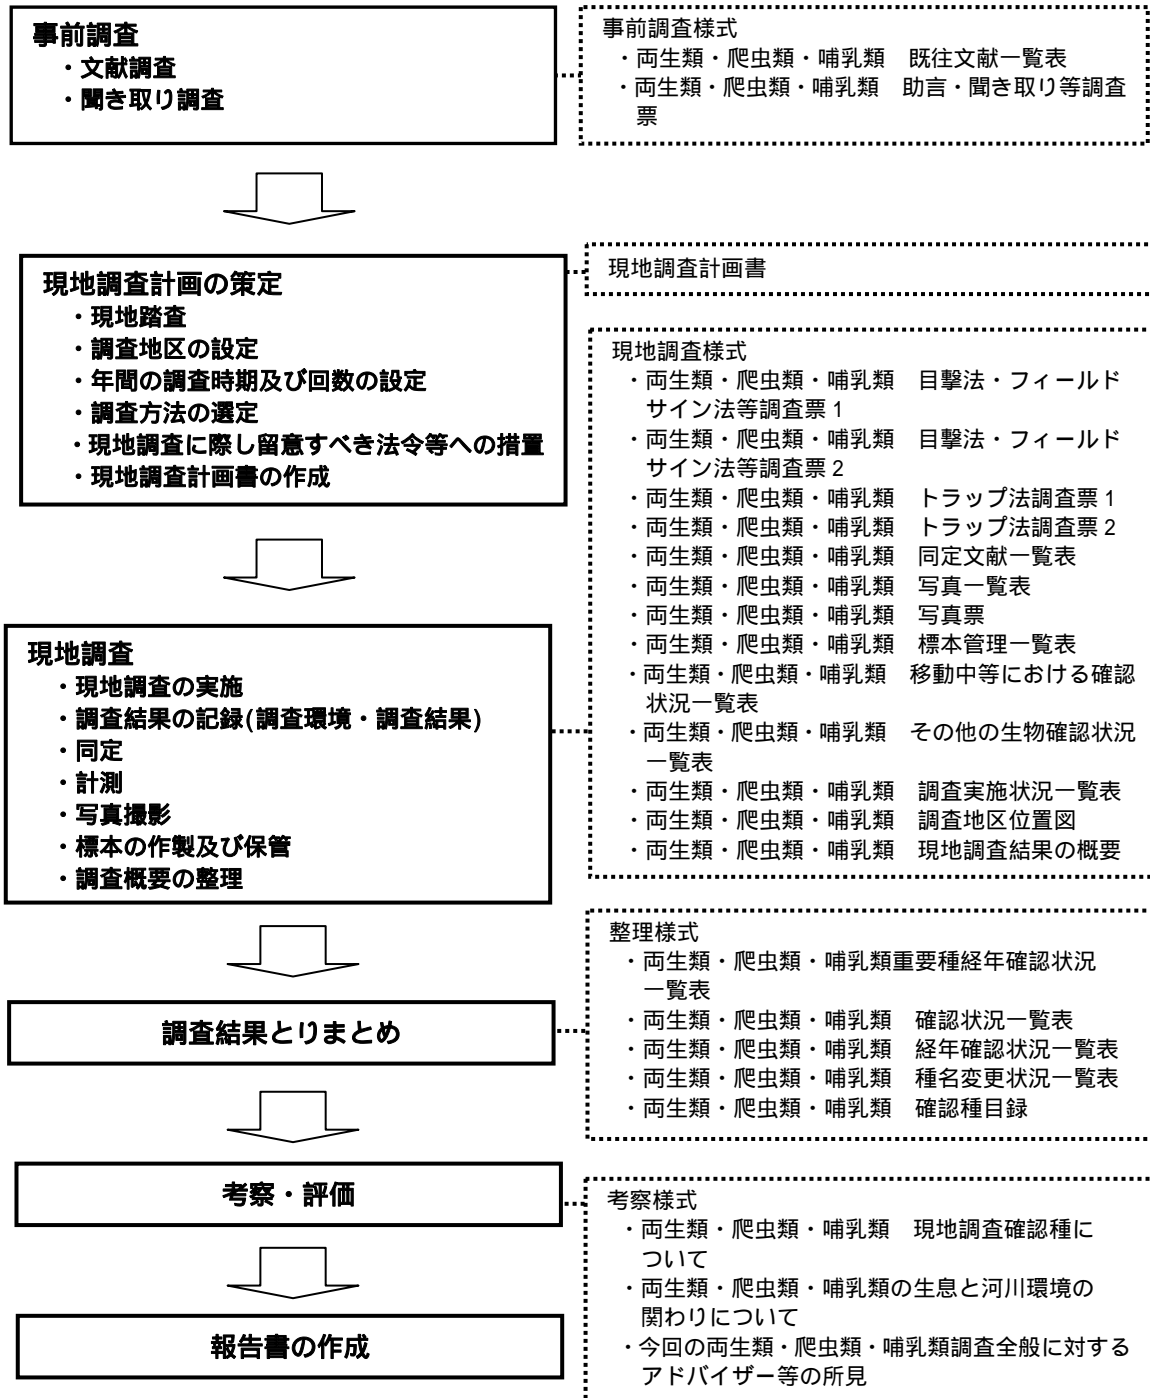 事前調査
・文献調査
・聞き取り調査
事前調査様式
・両生類・爬虫類・哺乳類　既往文献一覧表
・両生類・爬虫類・哺乳類　助言・聞き取り等調査
票
現地調査計画の策定
・現地踏査
・調査地区の設定
・年間の調査時期及び回数の設定
・調査方法の選定
・現地調査に際し留意すべき法令等への措置
・現地調査計画書の作成
現地調査計画書
現地調査
・現地調査の実施
・調査結果の記録(調査環境・調査結果)
・同定
・計測
・写真撮影
・標本の作製及び保管
・調査概要の整理
現地調査様式
・両生類・爬虫類・哺乳類　目撃法・フィールド
サイン法等調査票1
・両生類・爬虫類・哺乳類　目撃法・フィールド
サイン法等調査票2
・両生類・爬虫類・哺乳類　トラップ法調査票1
・両生類・爬虫類・哺乳類　トラップ法調査票2
・両生類・爬虫類・哺乳類　同定文献一覧表
・両生類・爬虫類・哺乳類　写真一覧表
・両生類・爬虫類・哺乳類　写真票
・両生類・爬虫類・哺乳類　標本管理一覧表
・両生類・爬虫類・哺乳類　移動中等における確認
状況一覧表
・両生類・爬虫類・哺乳類　その他の生物確認状況
一覧表
・両生類・爬虫類・哺乳類　調査実施状況一覧表
・両生類・爬虫類・哺乳類　調査地区位置図
・両生類・爬虫類・哺乳類　現地調査結果の概要
調査結果とりまとめ
整理様式
・両生類・爬虫類・哺乳類重要種経年確認状況
一覧表
・両生類・爬虫類・哺乳類　確認状況一覧表
・両生類・爬虫類・哺乳類　経年確認状況一覧表
・両生類・爬虫類・哺乳類　種名変更状況一覧表
・両生類・爬虫類・哺乳類　確認種目録
考察・評価
考察様式
・両生類・爬虫類・哺乳類　現地調査確認種に
ついて
・両生類・爬虫類・哺乳類の生息と河川環境の
関わりについて
・今回の両生類・爬虫類・哺乳類調査全般に対する
アドバイザー等の所見
報告書の作成